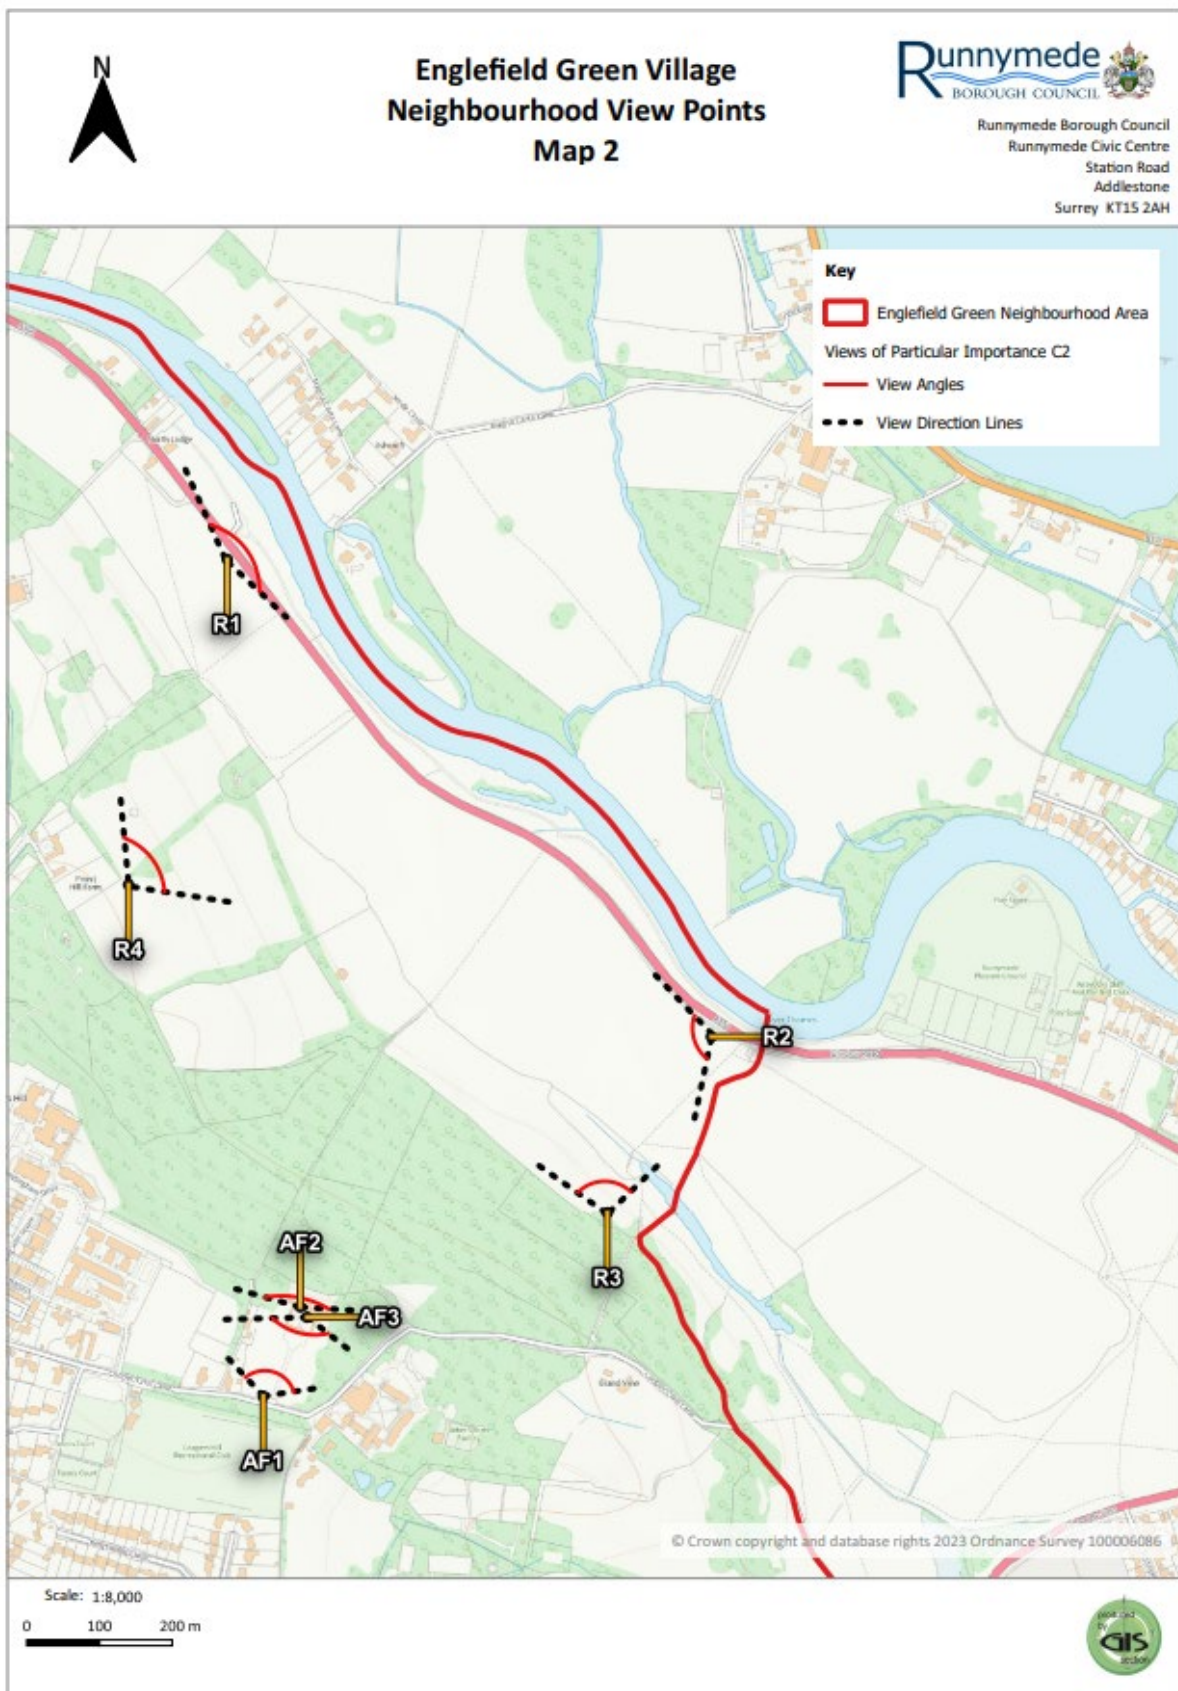 N
Englefield Green Village
Neighbourhood View Points
Map 2
Runnymede
BOROUGH COUNCIL
Runnymede Borough Council
Runnymede Civic Centre
Station Road
Addlestone
Surrey KT15 2AH
Key
Englefield Green Neighbourhood Area
Views of Particular Importance C2
View Angles
View Direction Lines
R1
R4
R2
R3
AF2
AF3
AF1
© Crown copyright and database rights 2023 Ordnance Survey 100006086
Scale: 1:8,000
0 100 200 m
produced
by
GIS
section